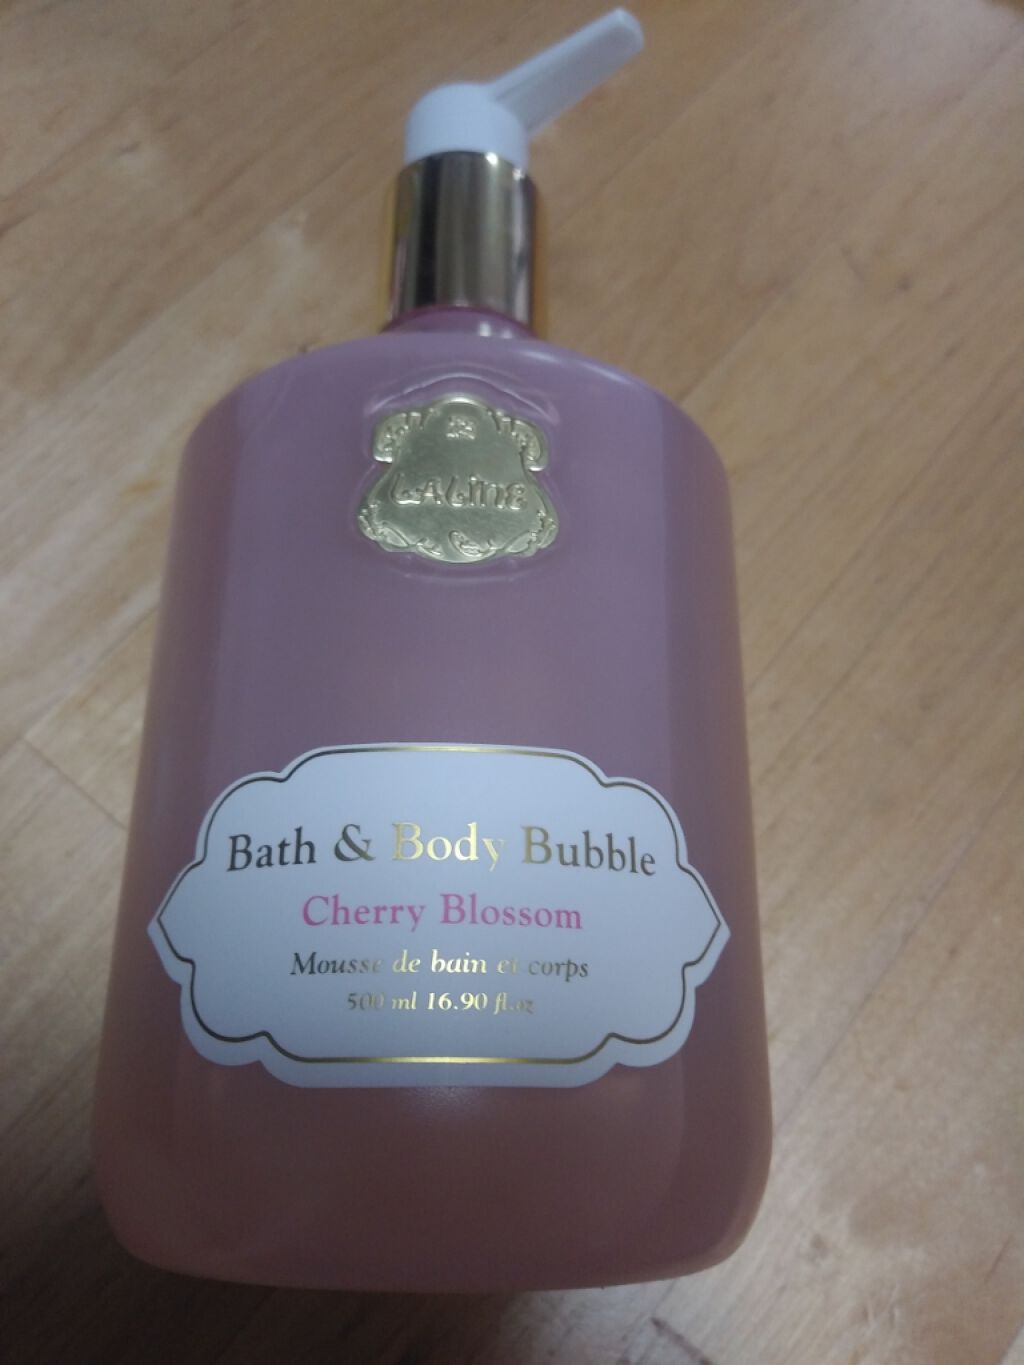 LALINE
Bath & Body Bubble
Cherry Blossom
Mousse de bain et corps
500 ml 16.90 fl.oz